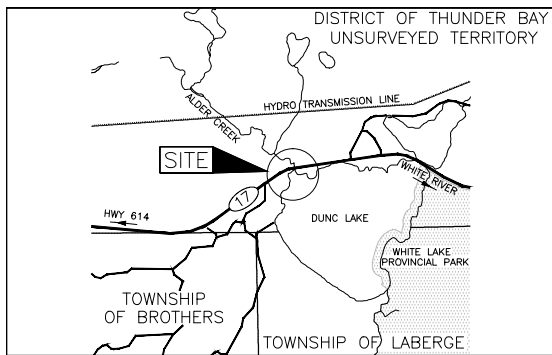 DISTRICT OF THUNDER BAY
UNSURVEYED TERRITORY
HYDRO TRANSMISSION LINE
ALDER CREEK
SITE
WHITE RIVER
17
HWY 614
DUNC LAKE
WHITE LAKE
PROVINCIAL PARK
TOWNSHIP
OF BROTHERS
TOWNSHIP OF LABERGE